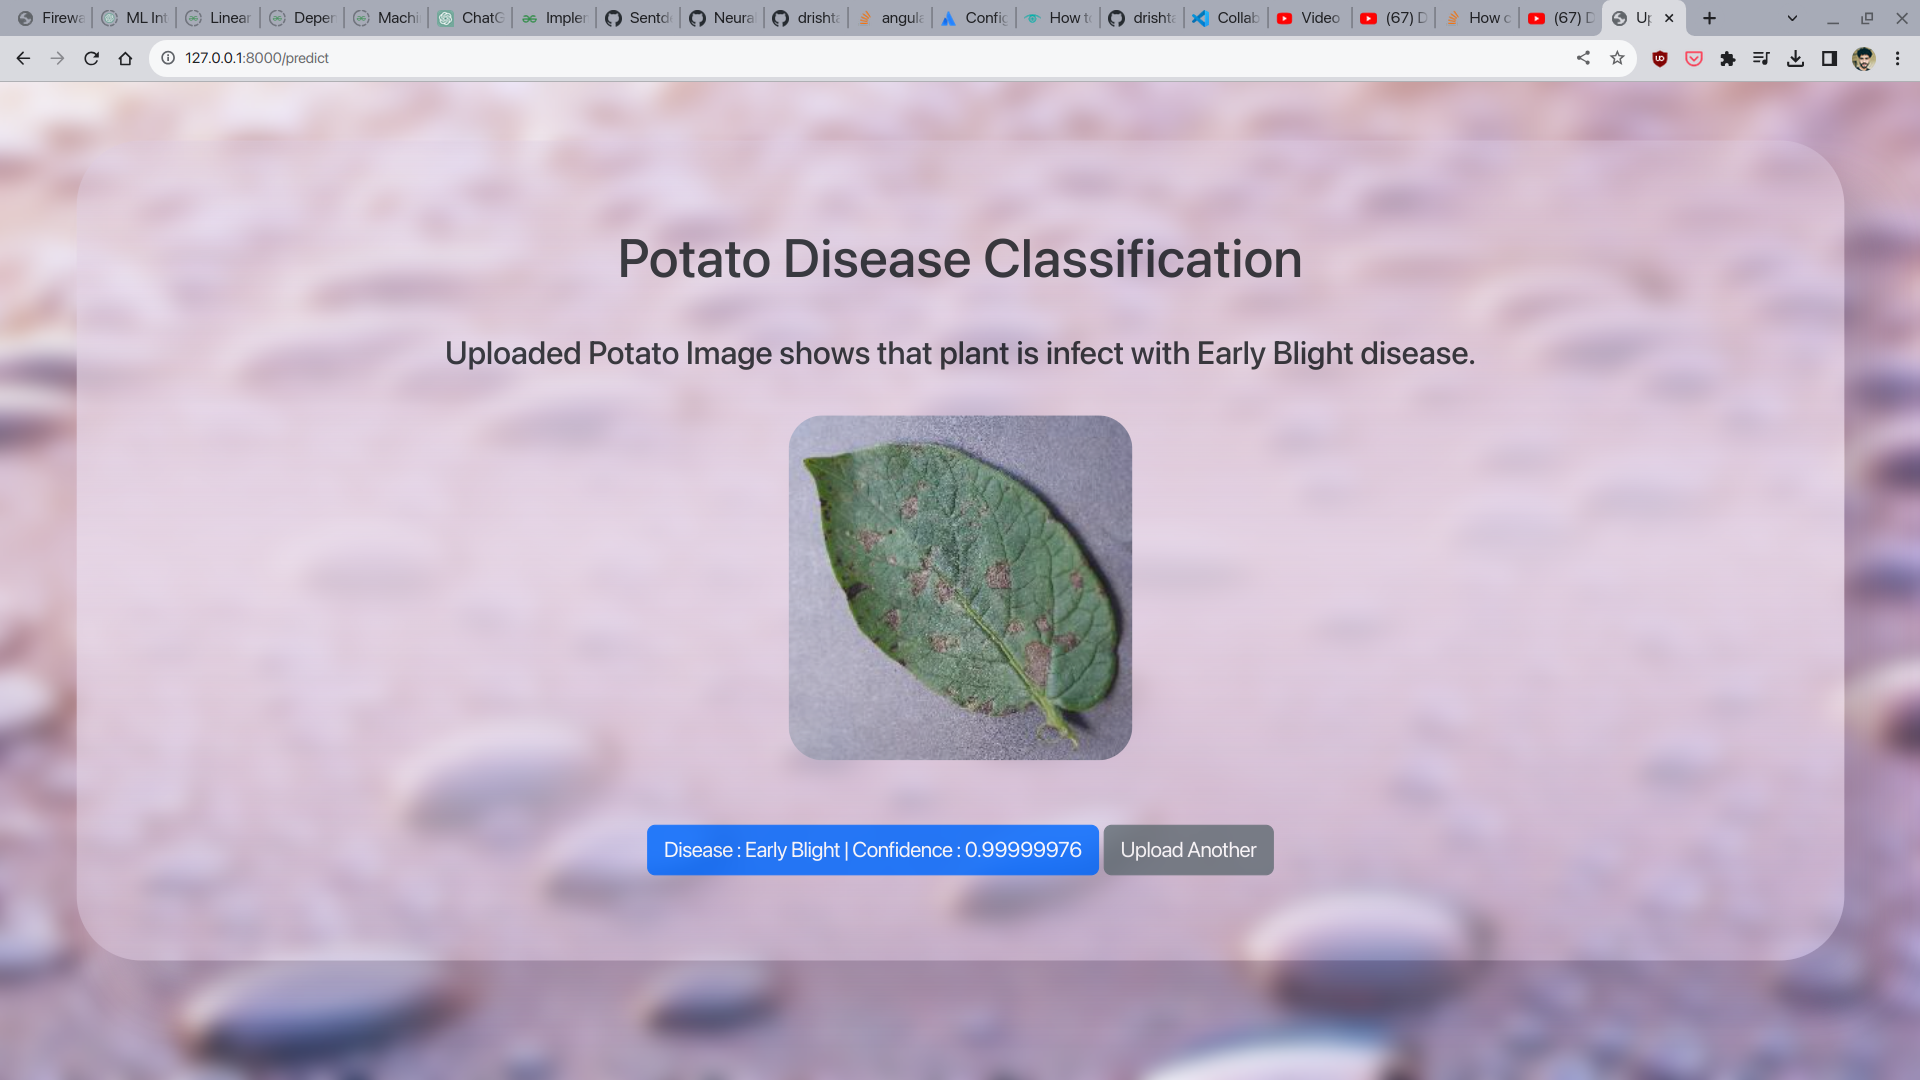 Firewa ML Int Linear Deper Machi ChatG Impler Sentde Neural drishta angula Config How to drishta Collab Video (67) D How c (67) D Up
127.0.0.1:8000/predict
Potato Disease Classification
Uploaded Potato Image shows that plant is infect with Early Blight disease.
Disease : Early Blight | Confidence : 0.99999976
Upload Another